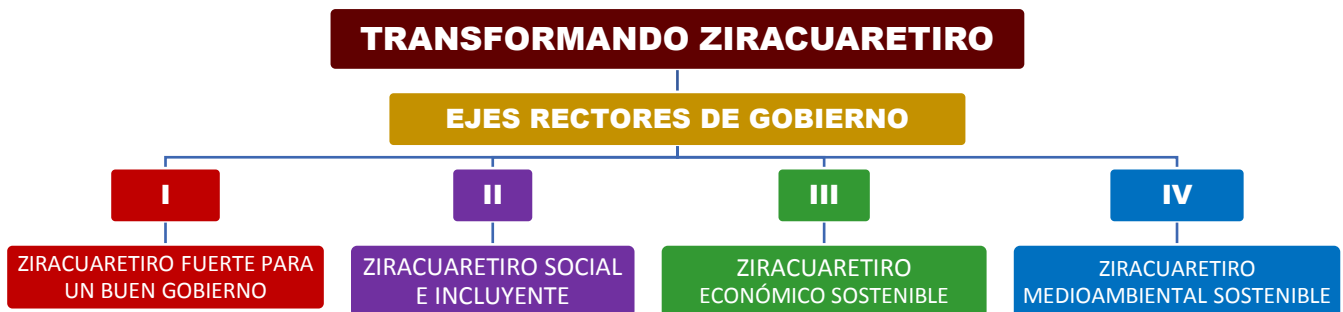 TRANSFORMANDO ZIRACUARETIRO
EJES RECTORES DE GOBIERNO
I
II
III
IV
ZIRACUARETIRO FUERTE PARA
UN BUEN GOBIERNO
ZIRACUARETIRO SOCIAL
E INCLUYENTE
ZIRACUARETIRO
ECONÓMICO SOSTENIBLE
ZIRACUARETIRO
MEDIOAMBIENTAL SOSTENIBLE